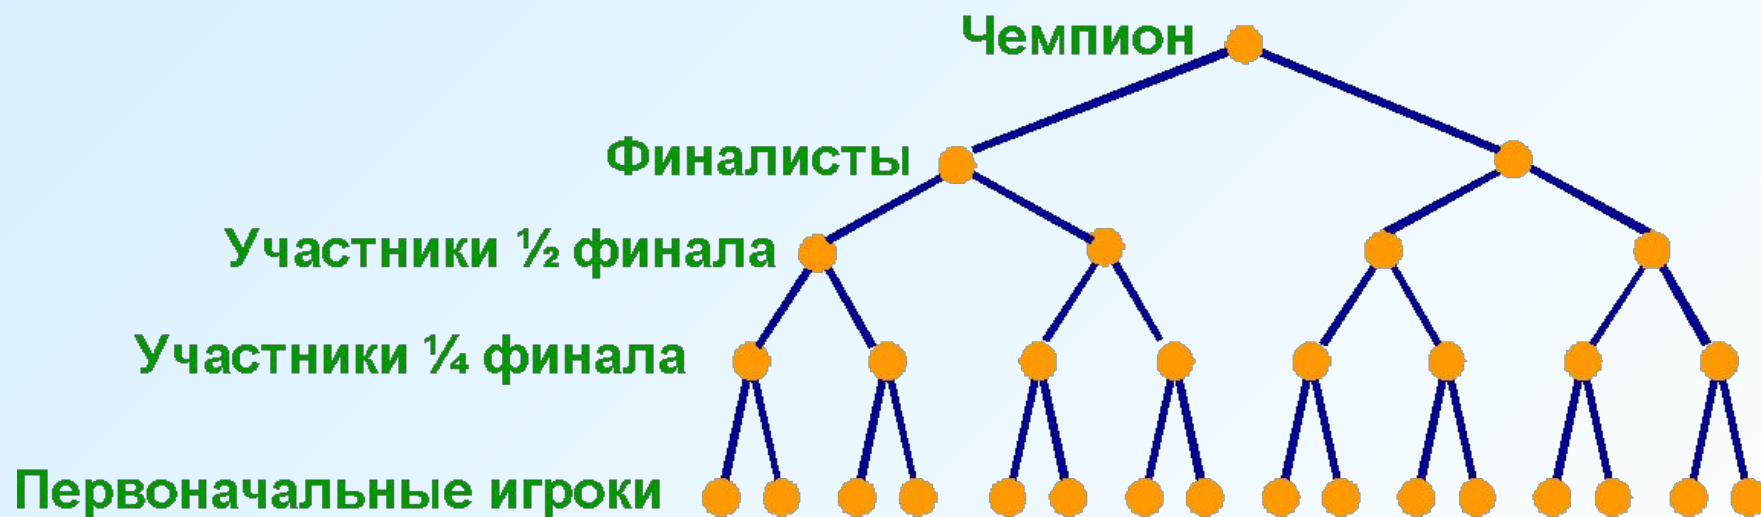 Чемпион
Финалисты
Участники ½ финала
Участники ¼ финала
Первоначальные игроки